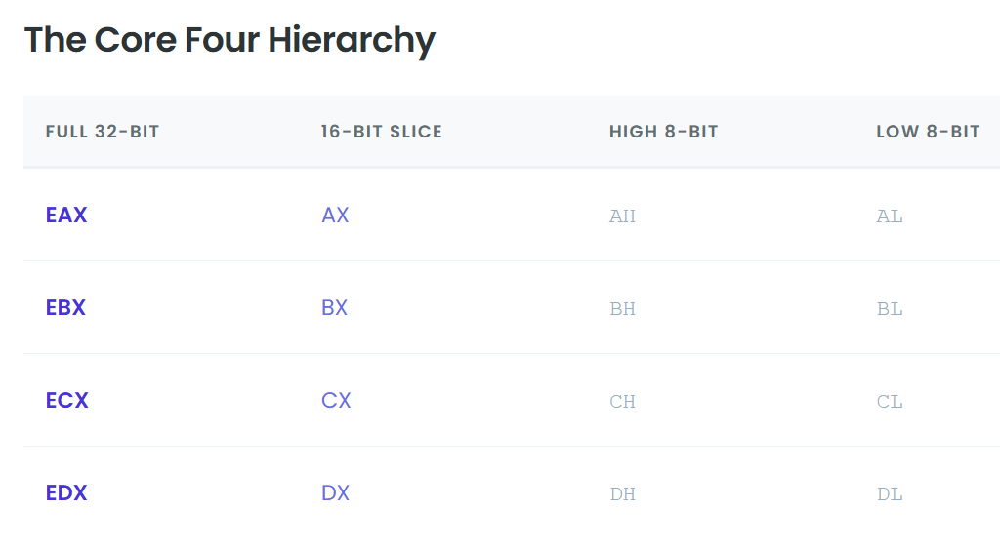 The Core Four Hierarchy
FULL 32-BIT 16-BIT SLICE HIGH 8-BIT LOW 8-BIT
EAX AX AH AL
EBX BX BH BL
ECX CX CH CL
EDX DX DH DL